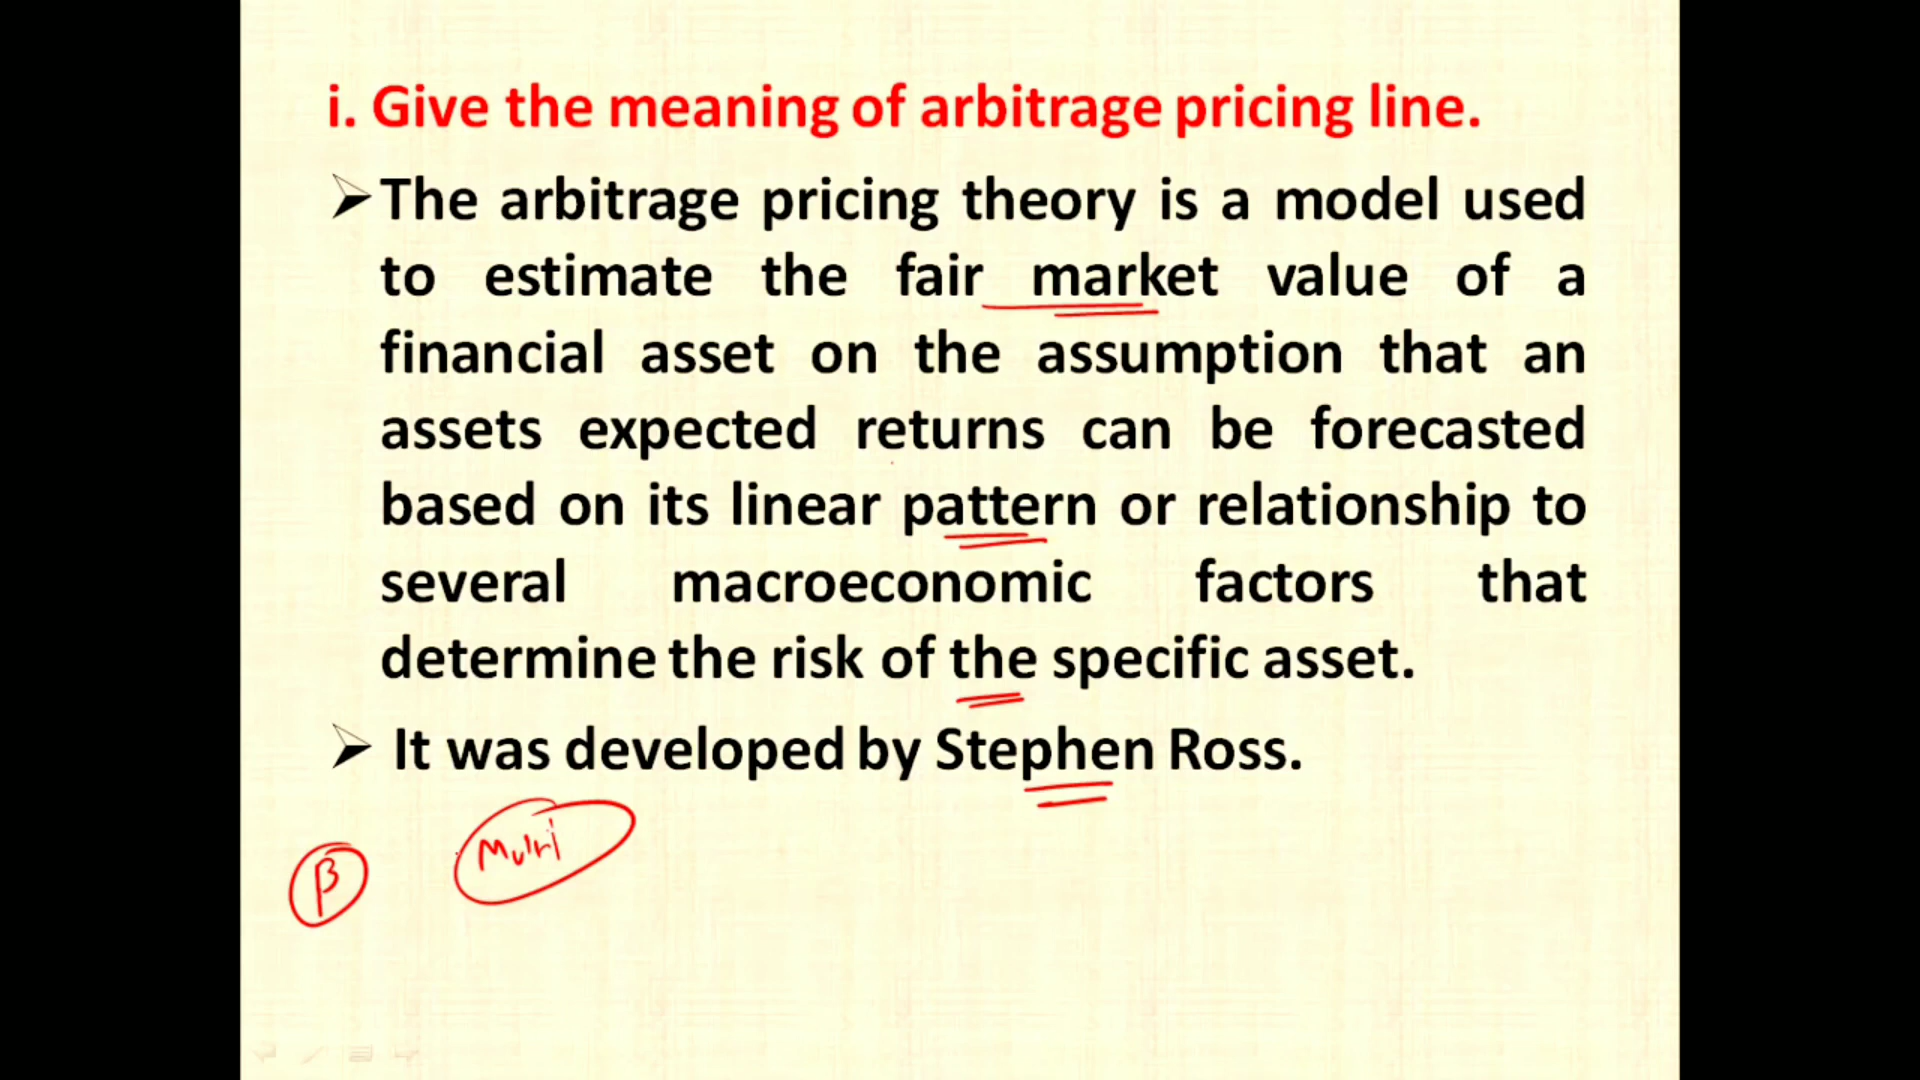 i. Give the meaning of arbitrage pricing line.
The arbitrage pricing theory is a model used
to estimate the fair market value of a
financial asset on the assumption that an
assets expected returns can be forecasted
based on its linear pattern or relationship to
several macroeconomic factors that
determine the risk of the specific asset.
It was developed by Stephen Ross.
β Multi